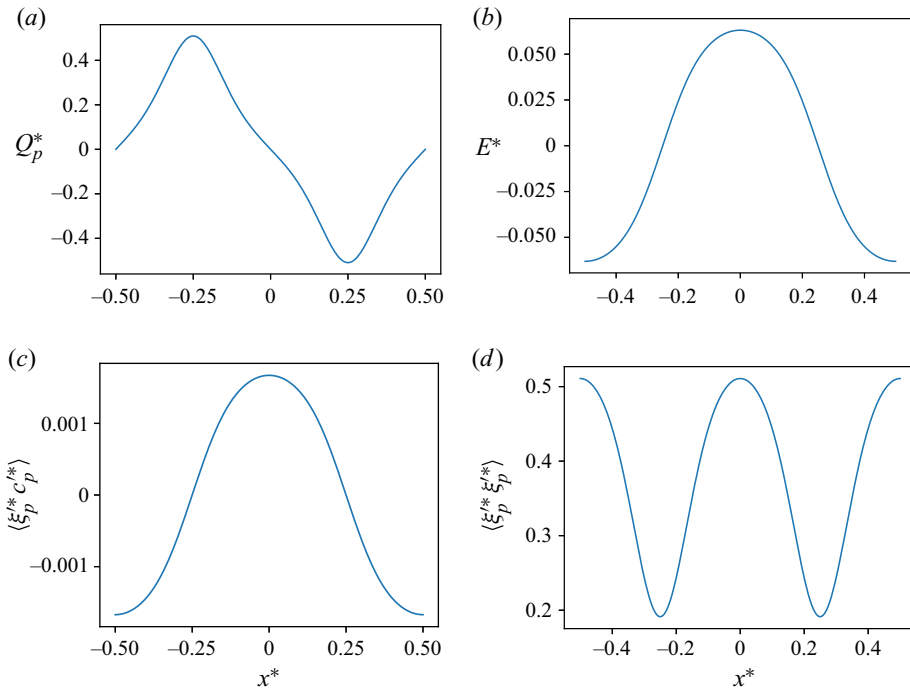 (a)
0.4
0.2
0
–0.2
–0.4
Q*p
–0.50 –0.25 0 0.25 0.50
(b)
0.050
0.025
0
–0.025
–0.050
E*
–0.4 –0.2 0 0.2 0.4
(c)
0.001
0
–0.001
⟨ξ′*p c′*p⟩
–0.50 –0.25 0 0.25 0.50
x*
(d)
0.5
0.4
0.3
0.2
⟨ξ′*p ξ′*p⟩
–0.4 –0.2 0 0.2 0.4
x*